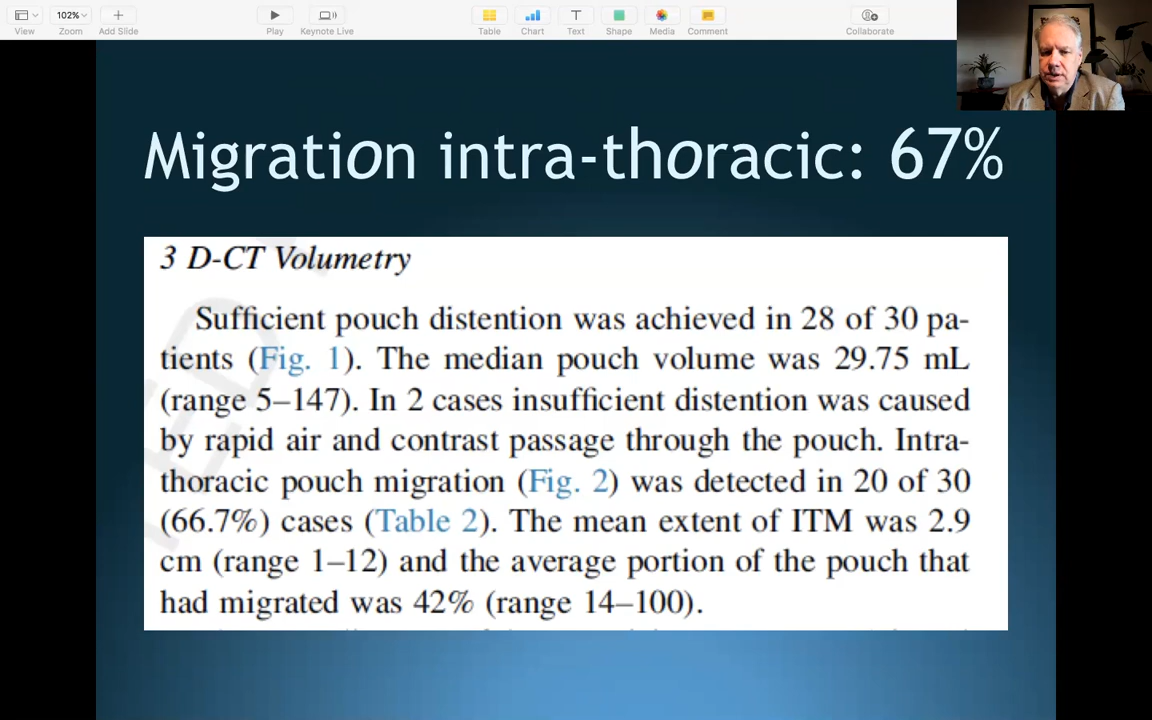 102%
View
Zoom
Add Slide
Play
Keynote Live
Table
Chart
Text
Shape
Media
Comment
Collaborate
Migration intra-thoracic: 67%
3 D-CT Volumetry
Sufficient pouch distention was achieved in 28 of 30 pa-
tients (Fig. 1). The median pouch volume was 29.75 mL
(range 5–147). In 2 cases insufficient distention was caused
by rapid air and contrast passage through the pouch. Intra-
thoracic pouch migration (Fig. 2) was detected in 20 of 30
(66.7%) cases (Table 2). The mean extent of ITM was 2.9
cm (range 1–12) and the average portion of the pouch that
had migrated was 42% (range 14–100).